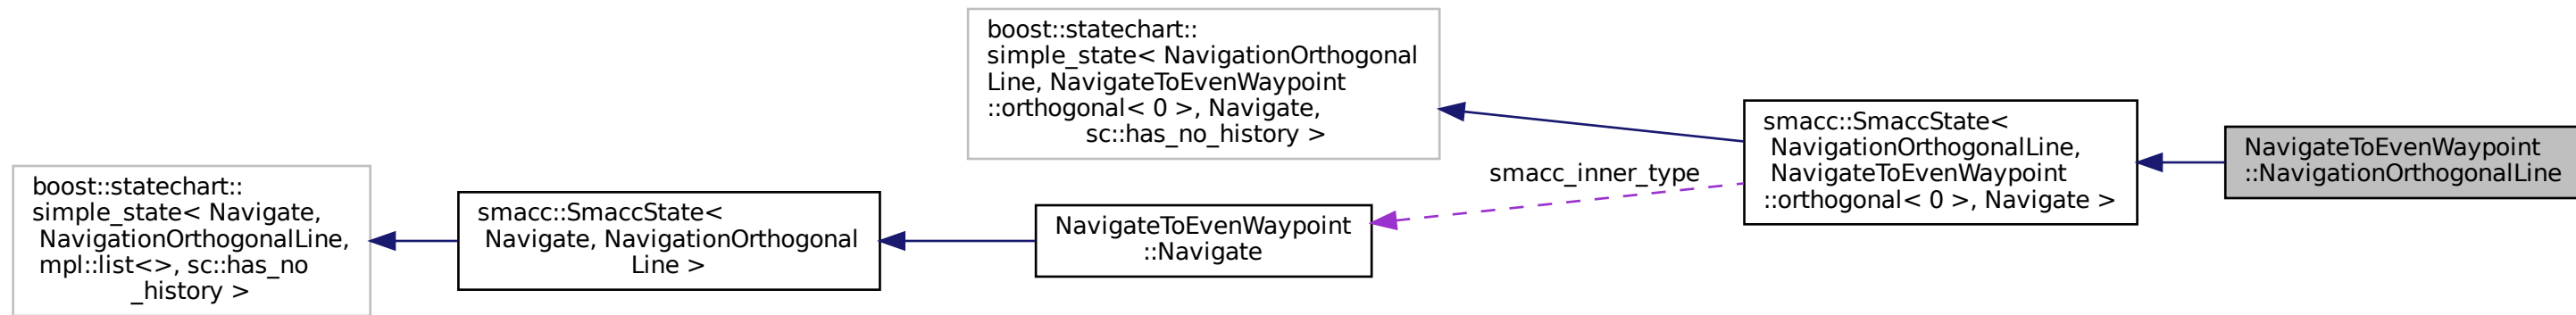 boost::statechart::
simple_state< NavigationOrthogonal
Line, NavigateToEvenWaypoint
::orthogonal< 0 >, Navigate,
sc::has_no_history >
smacc::SmaccState<
NavigationOrthogonalLine,
NavigateToEvenWaypoint
::orthogonal< 0 >, Navigate >
NavigateToEvenWaypoint
::NavigationOrthogonalLine
smacc_inner_type
boost::statechart::
simple_state< Navigate,
NavigationOrthogonalLine,
mpl::list<>, sc::has_no
_history >
smacc::SmaccState<
Navigate, NavigationOrthogonal
Line >
NavigateToEvenWaypoint
::Navigate